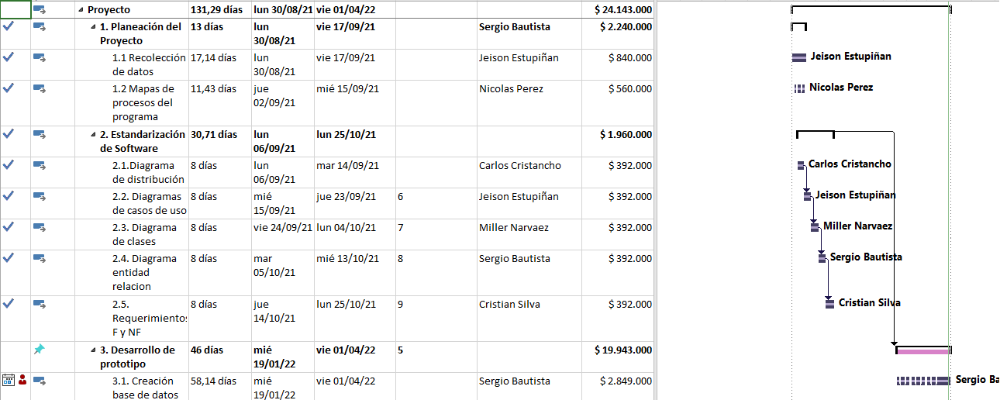 Proyecto 131,29 días lun 30/08/21 vie 01/04/22 $ 24.143.000
1. Planeación del 13 días lun vie 17/09/21 Sergio Bautista $ 2.240.000
Proyecto 30/08/21
1.1 Recolección 17,14 días lun vie 17/09/21 Jeison Estupiñan $ 840.000 Jeison Estupiñan
de datos 30/08/21
1.2 Mapas de 11,43 días jue mié 15/09/21 Nicolas Perez $ 560.000 Nicolas Perez
procesos del 02/09/21
programa
2. Estandarización 30,71 días lun lun 25/10/21 $ 1.960.000
de Software 06/09/21
2.1.Diagrama 8 días lun mar 14/09/21 Carlos Cristancho $ 392.000 Carlos Cristancho
de distribución 06/09/21
2.2. Diagramas 8 días mié jue 23/09/21 6 Jeison Estupiñan $ 392.000 Jeison Estupiñan
de casos de uso 15/09/21
2.3. Diagrama 8 días vie 24/09/21 lun 04/10/21 7 Miller Narvaez $ 392.000 Miller Narvaez
de clases
2.4. Diagrama 8 días mar mié 13/10/21 8 Sergio Bautista $ 392.000 Sergio Bautista
entidad 05/10/21
relacion
2.5. 8 días jue lun 25/10/21 9 Cristian Silva $ 392.000 Cristian Silva
Requerimientos 14/10/21
F y NF
3. Desarrollo de 46 días mié vie 01/04/22 5 $ 19.943.000
prototipo 19/01/22
3.1. Creación 58,14 días mié vie 01/04/22 Sergio Bautista $ 2.849.000 Sergio Ba
base de datos 19/01/22